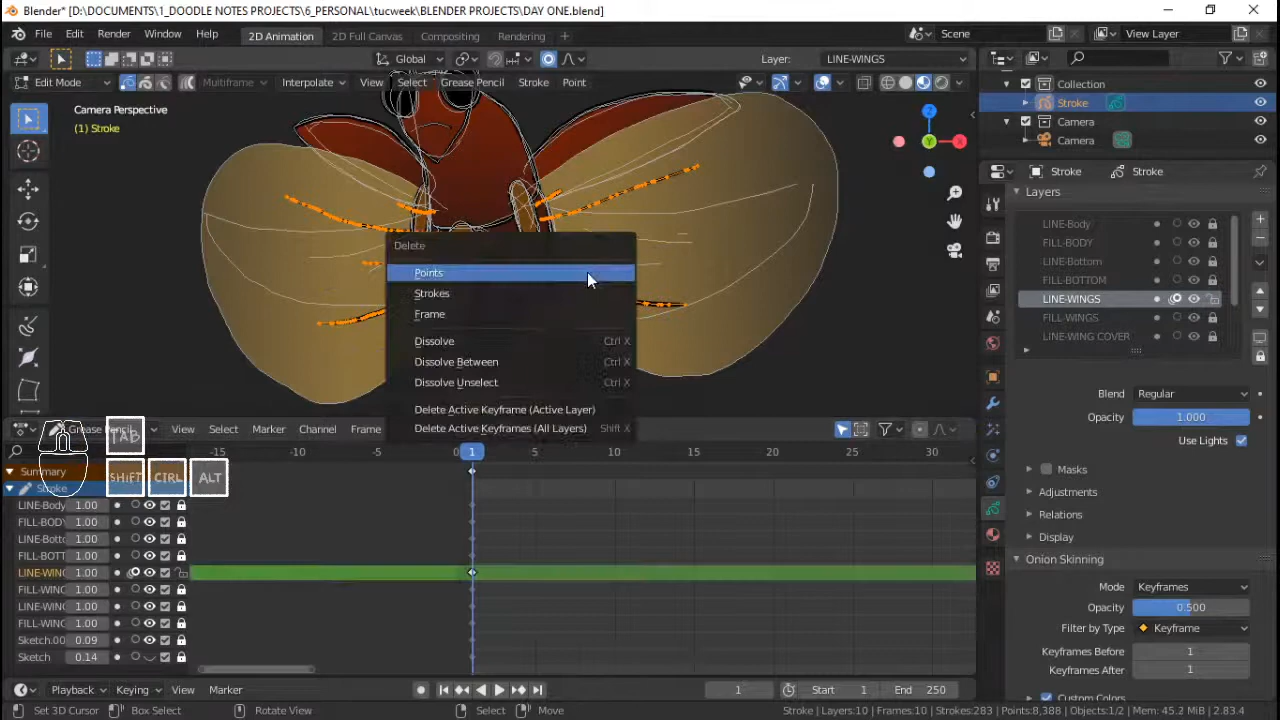 Blender* [D:\DOCUMENTS\1_DOODLE NOTES PROJECTS\6_PERSONAL\tucweek\BLENDER PROJECTS\DAY ONE.blend]
File Edit Render Window Help 2D Animation 2D Full Canvas Compositing Rendering Scene View Layer
Global Layer: LINE-WINGS
Edit Mode Multiframe Interpolate View Select Grease Pencil Stroke Point
Collection
Stroke
Camera
Camera
Camera Perspective
(1) Stroke
Z
Y
X
Stroke Stroke
Layers
LINE-Body
FILL-BODY
LINE-Bottom
FILL-BOTTOM
LINE-WINGS
FILL-WINGS
LINE-WING COVER
Blend Regular
Opacity 1.000
Use Lights
Masks
Adjustments
Relations
Display
Onion Skinning
Mode Keyframes
Opacity 0.500
Filter by Type Keyframe
Keyframes Before 1
Keyframes After 1
Custom Colors
Delete
Points
Strokes
Frame
Dissolve Ctrl X
Dissolve Between Ctrl X
Dissolve Unselect Ctrl X
Delete Active Keyframe (Active Layer)
Delete Active Keyframes (All Layers) Shift X
Grease Pencil View Select Marker Channel Frame
TAB
SHIFT CTRL ALT
-15 -10 -5 0 1 5 10 15 20 25 30
Summary
Stroke
LINE-Body 1.00
FILL-BODY 1.00
LINE-Botto 1.00
FILL-BOTT 1.00
LINE-WING 1.00
FILL-WING 1.00
LINE-WING 1.00
FILL-WING 1.00
Sketch.00 0.09
Sketch 0.14
Playback Keying View Marker 1 Start 1 End 250
Set 3D Cursor Box Select Rotate View Select Move Stroke | Layers:10 | Frames:10 | Strokes:283 | Points:8,388 | Objects:1/2 | Mem: 45.2 MiB | 2.83.4